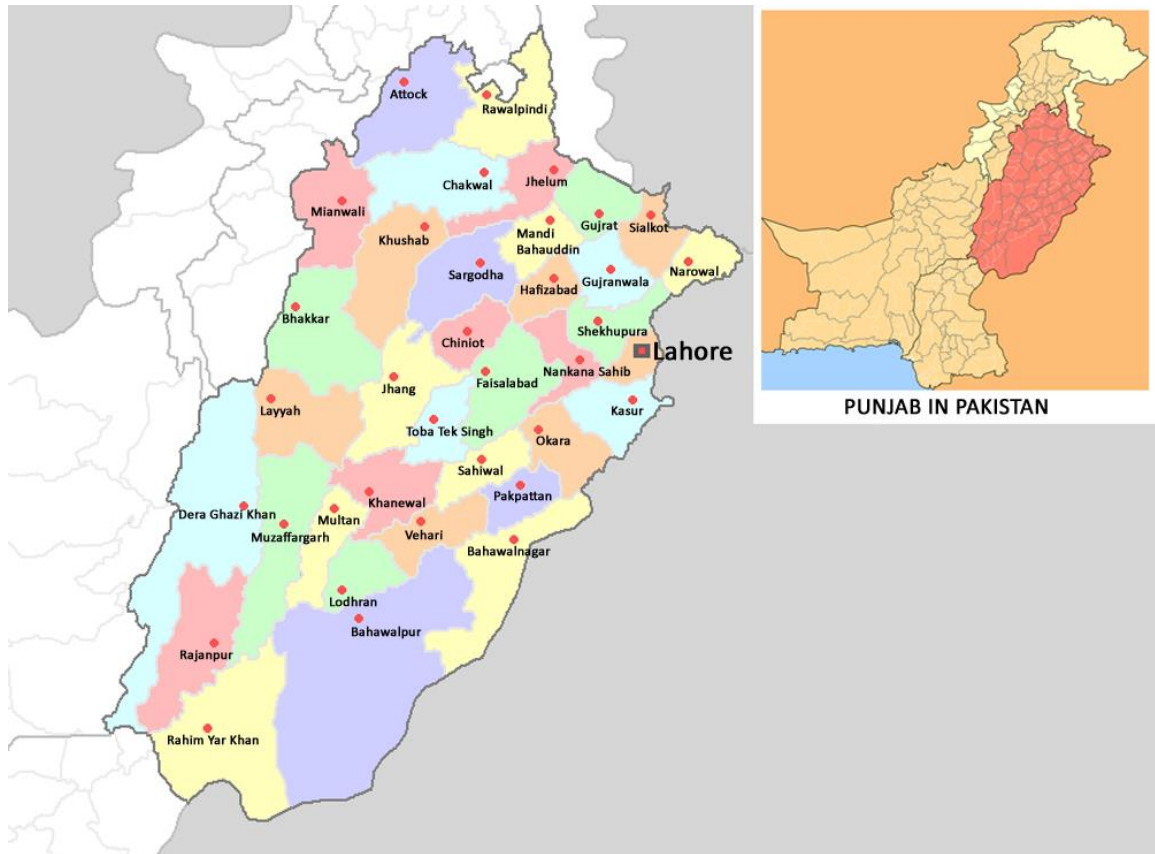 Attock
Rawalpindi
Chakwal
Jhelum
Mianwali
Gujrat
Sialkot
Khushab
Mandi
Bahauddin
Sargodha
Gujranwala
Narowal
Hafizabad
Bhakkar
Shekhupura
Chiniot
Lahore
Nankana Sahib
Faisalabad
Jhang
Layyah
Kasur
Toba Tek Singh
Okara
Sahiwal
Pakpattan
Khanewal
Dera Ghazi Khan
Multan
Muzaffargarh
Vehari
Bahawalnagar
Lodhran
Bahawalpur
Rajanpur
Rahim Yar Khan
PUNJAB IN PAKISTAN